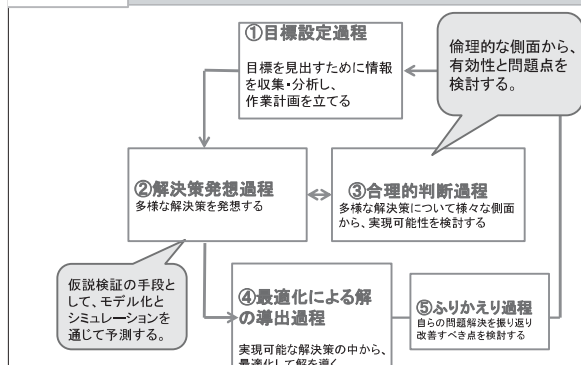 ①目標設定過程
目標を見出すために情報
を収集・分析し、
作業計画を立てる
倫理的な側面から、
有効性と問題点を
検討する。
②解決策発想過程
多様な解決策を発想する
③合理的判断過程
多様な解決策について様々な側面
から、実現可能性を検討する
仮説検証の手段と
して、モデル化と
シミュレーションを
通じて予測する。
④最適化による解
の導出過程
実現可能な解決策の中から、
最適化して解を導く
⑤ふりかえり過程
自らの問題解決を振り返り
改善すべき点を検討する